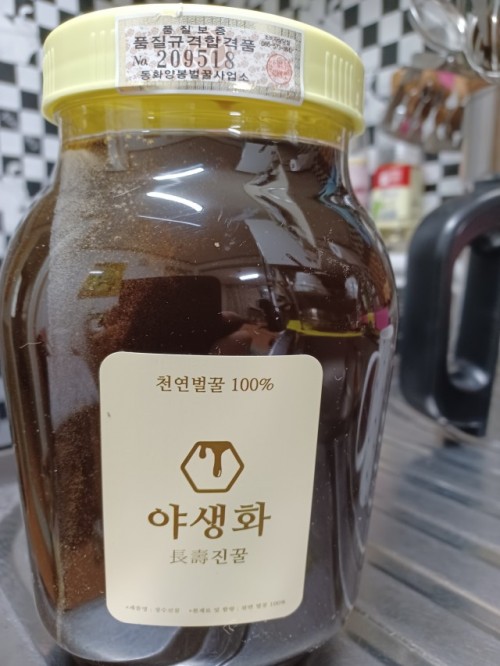 품 질 보 증
품질규격합격품
No 209518
동화양봉벌꿀사업소
천연벌꿀 100%
야생화
長壽진꿀